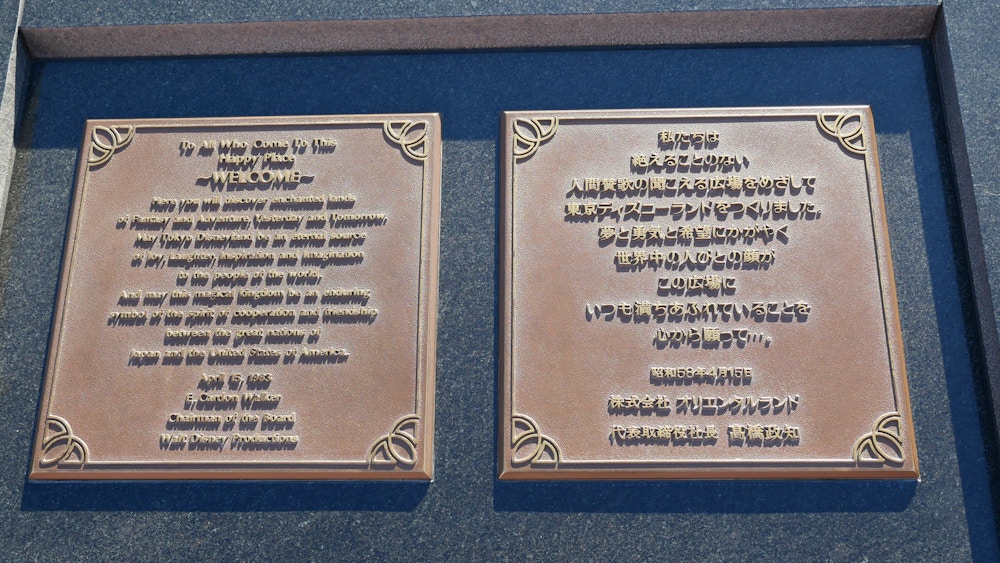 To All Who Come To This
Happy Place
~WELCOME~
Here you will discover enchanted lands
of Fantasy and Adventure, Yesterday and Tomorrow.
May Tokyo Disneyland be an eternal source
of Joy, Laughter, Inspiration, and Imagination
to the people of the world.
And may this magical kingdom be an enduring
symbol of the spirit of cooperation and friendship
between the great nations of
Japan and the United States of America.
April 15, 1983
E. Cardon Walker
Chairman of the Board
Walt Disney Productions
私たちは
絶えることのない
人間賛歌の聞こえる広場をめざして
東京ディズニーランドをつくりました。
夢と勇気と希望にかがやく
世界中の人びとの顔が
この広場に
いつも満ちあふれていることを
心から願って…。
昭和58年4月15日
株式会社 オリエンタルランド
代表取締役社長 高橋政知